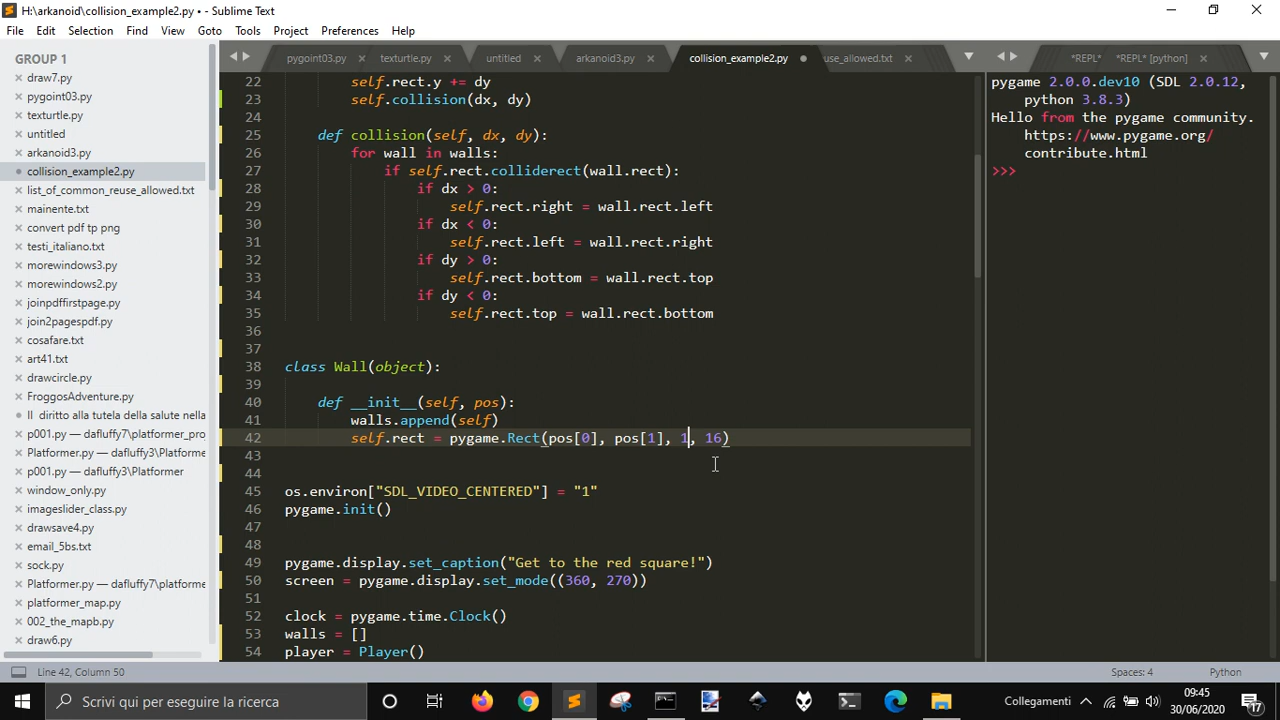 H:\arkanoid\collision_example2.py • - Sublime Text
File Edit Selection Find View Goto Tools Project Preferences Help
GROUP 1
draw7.py
pygoint03.py
texturtle.py
untitled
arkanoid3.py
collision_example2.py
list_of_common_reuse_allowed.txt
mainente.txt
convert pdf tp png
testi_italiano.txt
morewindows3.py
morewindows2.py
joinpdffirstpage.py
join2pagespdf.py
cosafare.txt
art41.txt
drawcircle.py
FroggosAdventure.py
Il diritto alla tutela della salute nella
p001.py — dafluffy7\platformer_pro
Platformer.py — dafluffy3\platforme
p001.py — dafluffy3\Platformer
window_only.py
imageslider_class.py
drawsave4.py
email_5bs.txt
sock.py
Platformer.py — dafluffy7\platforme
platformer_map.py
002_the_mapb.py
draw6.py
pygoint03.py texturtle.py untitled arkanoid3.py collision_example2.py use_allowed.txt
22 self.rect.y += dy
23 self.collision(dx, dy)
24
25 def collision(self, dx, dy):
26 for wall in walls:
27 if self.rect.colliderect(wall.rect):
28 if dx > 0:
29 self.rect.right = wall.rect.left
30 if dx < 0:
31 self.rect.left = wall.rect.right
32 if dy > 0:
33 self.rect.bottom = wall.rect.top
34 if dy < 0:
35 self.rect.top = wall.rect.bottom
36
37
38 class Wall(object):
39
40 def __init__(self, pos):
41 walls.append(self)
42 self.rect = pygame.Rect(pos[0], pos[1], 1, 16)
43
44
45 os.environ["SDL_VIDEO_CENTERED"] = "1"
46 pygame.init()
47
48
49 pygame.display.set_caption("Get to the red square!")
50 screen = pygame.display.set_mode((360, 270))
51
52 clock = pygame.time.Clock()
53 walls = []
54 player = Player()
*REPL* *REPL* [python]
pygame 2.0.0.dev10 (SDL 2.0.12,
python 3.8.3)
Hello from the pygame community.
https://www.pygame.org/
contribute.html
>>>
Line 42, Column 50
Spaces: 4
Python
Scrivi qui per eseguire la ricerca
Collegamenti
09:45
30/06/2020
17